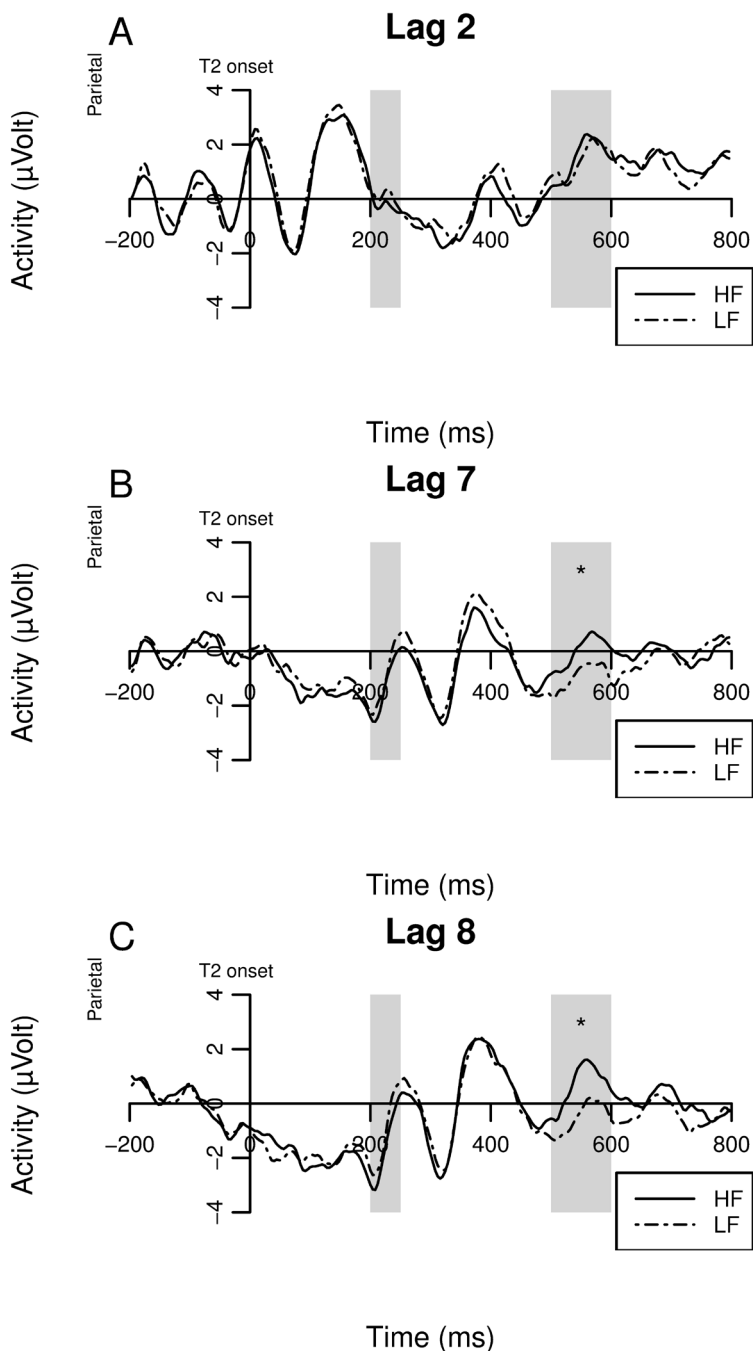 A
Lag 2
Parietal
T2 onset
Activity (µVolt)
4
2
0
−2
−4
−200 0 200 400 600 800
HF
LF
Time (ms)
B
Lag 7
Parietal
T2 onset
Activity (µVolt)
4
2
0
−2
−4
*
−200 0 200 400 600 800
HF
LF
Time (ms)
C
Lag 8
Parietal
T2 onset
Activity (µVolt)
4
2
0
−2
−4
*
−200 0 200 400 600 800
HF
LF
Time (ms)